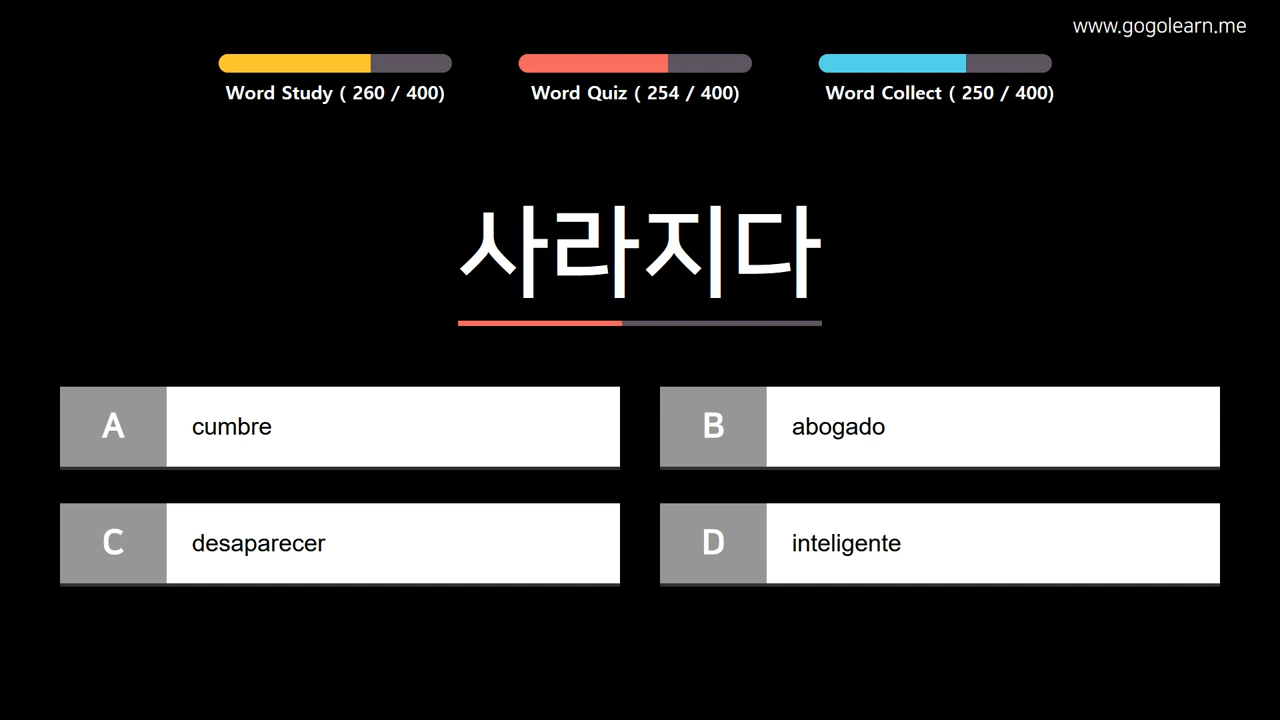 www.gogolearn.me
Word Study ( 260 / 400)
Word Quiz ( 254 / 400)
Word Collect ( 250 / 400)
사라지다
A cumbre
B abogado
C desaparecer
D inteligente